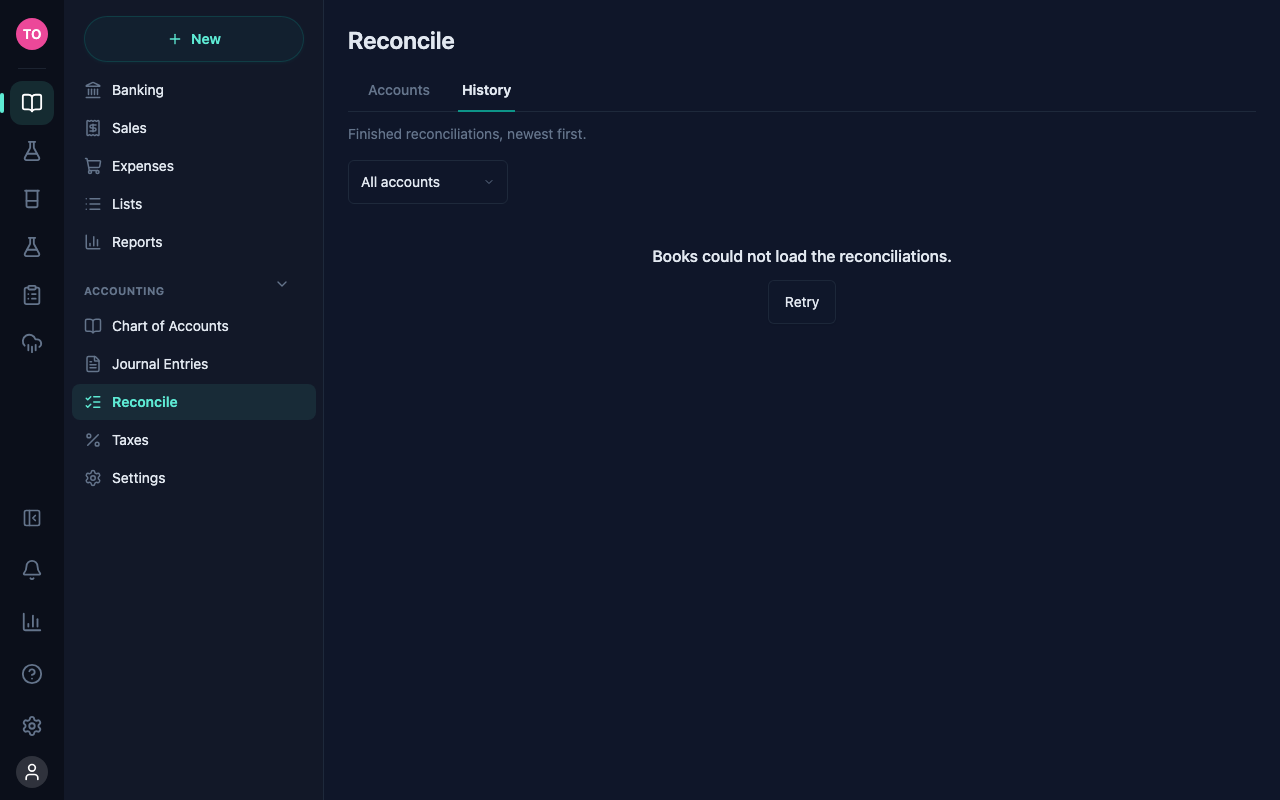 TO
New
Banking
Sales
Expenses
Lists
Reports
ACCOUNTING
Chart of Accounts
Journal Entries
Reconcile
Taxes
Settings
Reconcile
Accounts
History
Finished reconciliations, newest first.
All accounts
Books could not load the reconciliations.
Retry